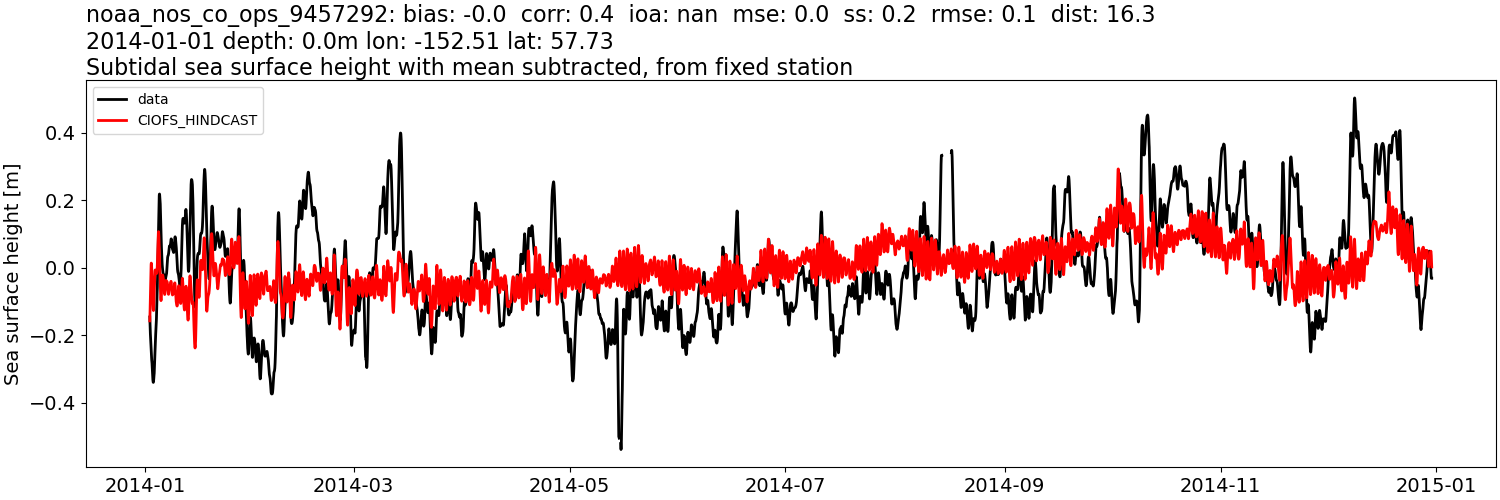 noaa_nos_co_ops_9457292: bias: -0.0  corr: 0.4  ioa: nan  mse: 0.0  ss: 0.2  rmse: 0.1  dist: 16.3
2014-01-01 depth: 0.0m lon: -152.51 lat: 57.73
Subtidal sea surface height with mean subtracted, from fixed station
data
CIOFS_HINDCAST
Sea surface height [m]
0.4
0.2
0.0
−0.2
−0.4
2014-01
2014-03
2014-05
2014-07
2014-09
2014-11
2015-01